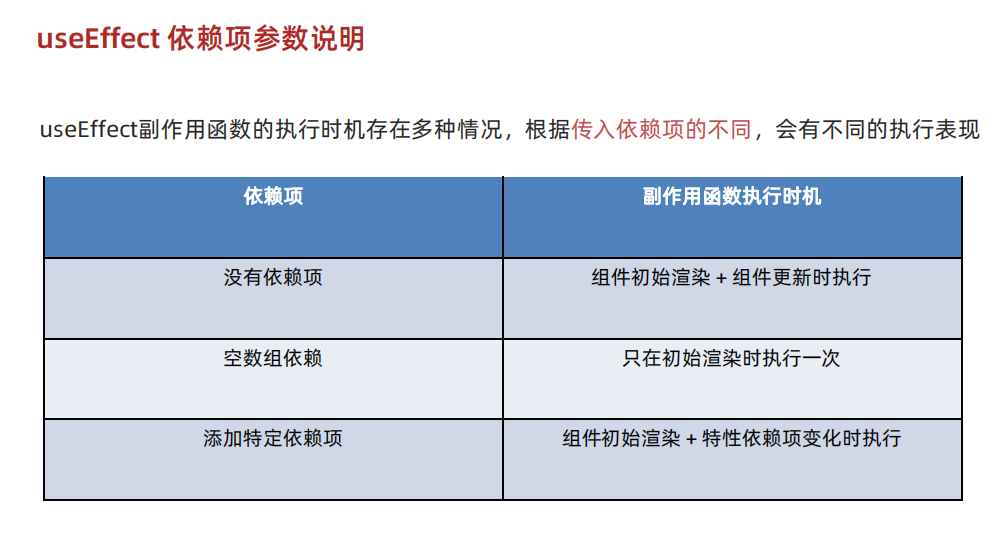 useEffect 依赖项参数说明
useEffect副作用函数的执行时机存在多种情况，根据传入依赖项的不同，会有不同的执行表现
依赖项 副作用函数执行时机
没有依赖项 组件初始渲染 + 组件更新时执行
空数组依赖 只在初始渲染时执行一次
添加特定依赖项 组件初始渲染 + 特性依赖项变化时执行